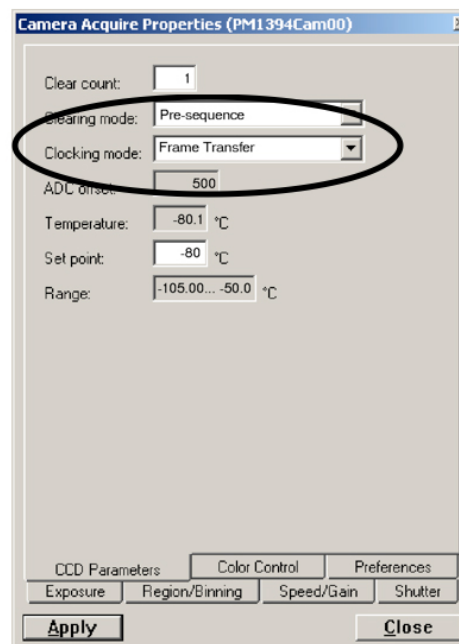 Camera Acquire Properties (PM1394Cam00)
Clear count: 1
Clearing mode: Pre-sequence
Clocking mode: Frame Transfer
ADC offset: 500
Temperature: -80.1 °C
Set point: -80 °C
Range: -105.00... -50.0 °C
CCD Parameters Color Control Preferences
Exposure Region/Binning Speed/Gain Shutter
Apply Close